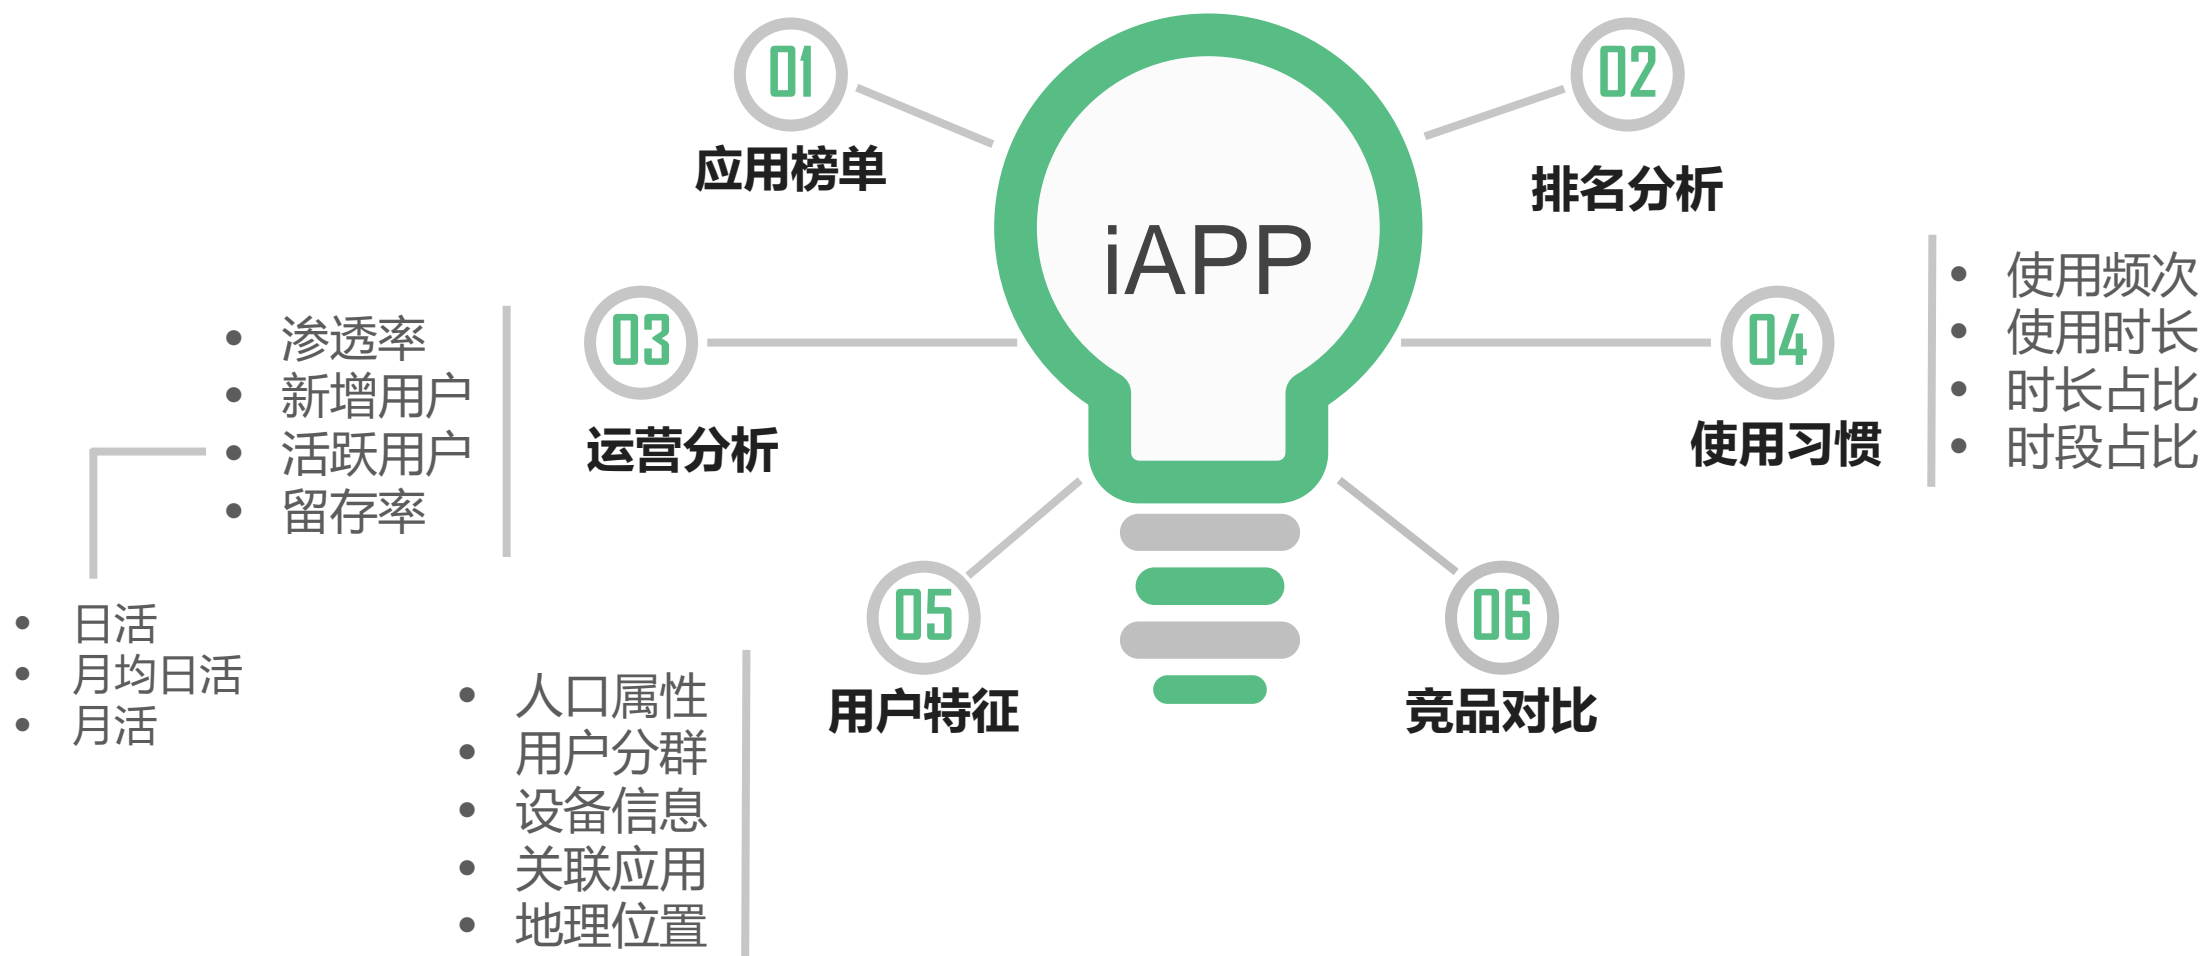 01
应用榜单
02
排名分析
iAPP
03
运营分析
• 渗透率
• 新增用户
• 活跃用户
• 留存率
• 日活
• 月均日活
• 月活
04
使用习惯
• 使用频次
• 使用时长
• 时长占比
• 时段占比
05
用户特征
• 人口属性
• 用户分群
• 设备信息
• 关联应用
• 地理位置
06
竞品对比